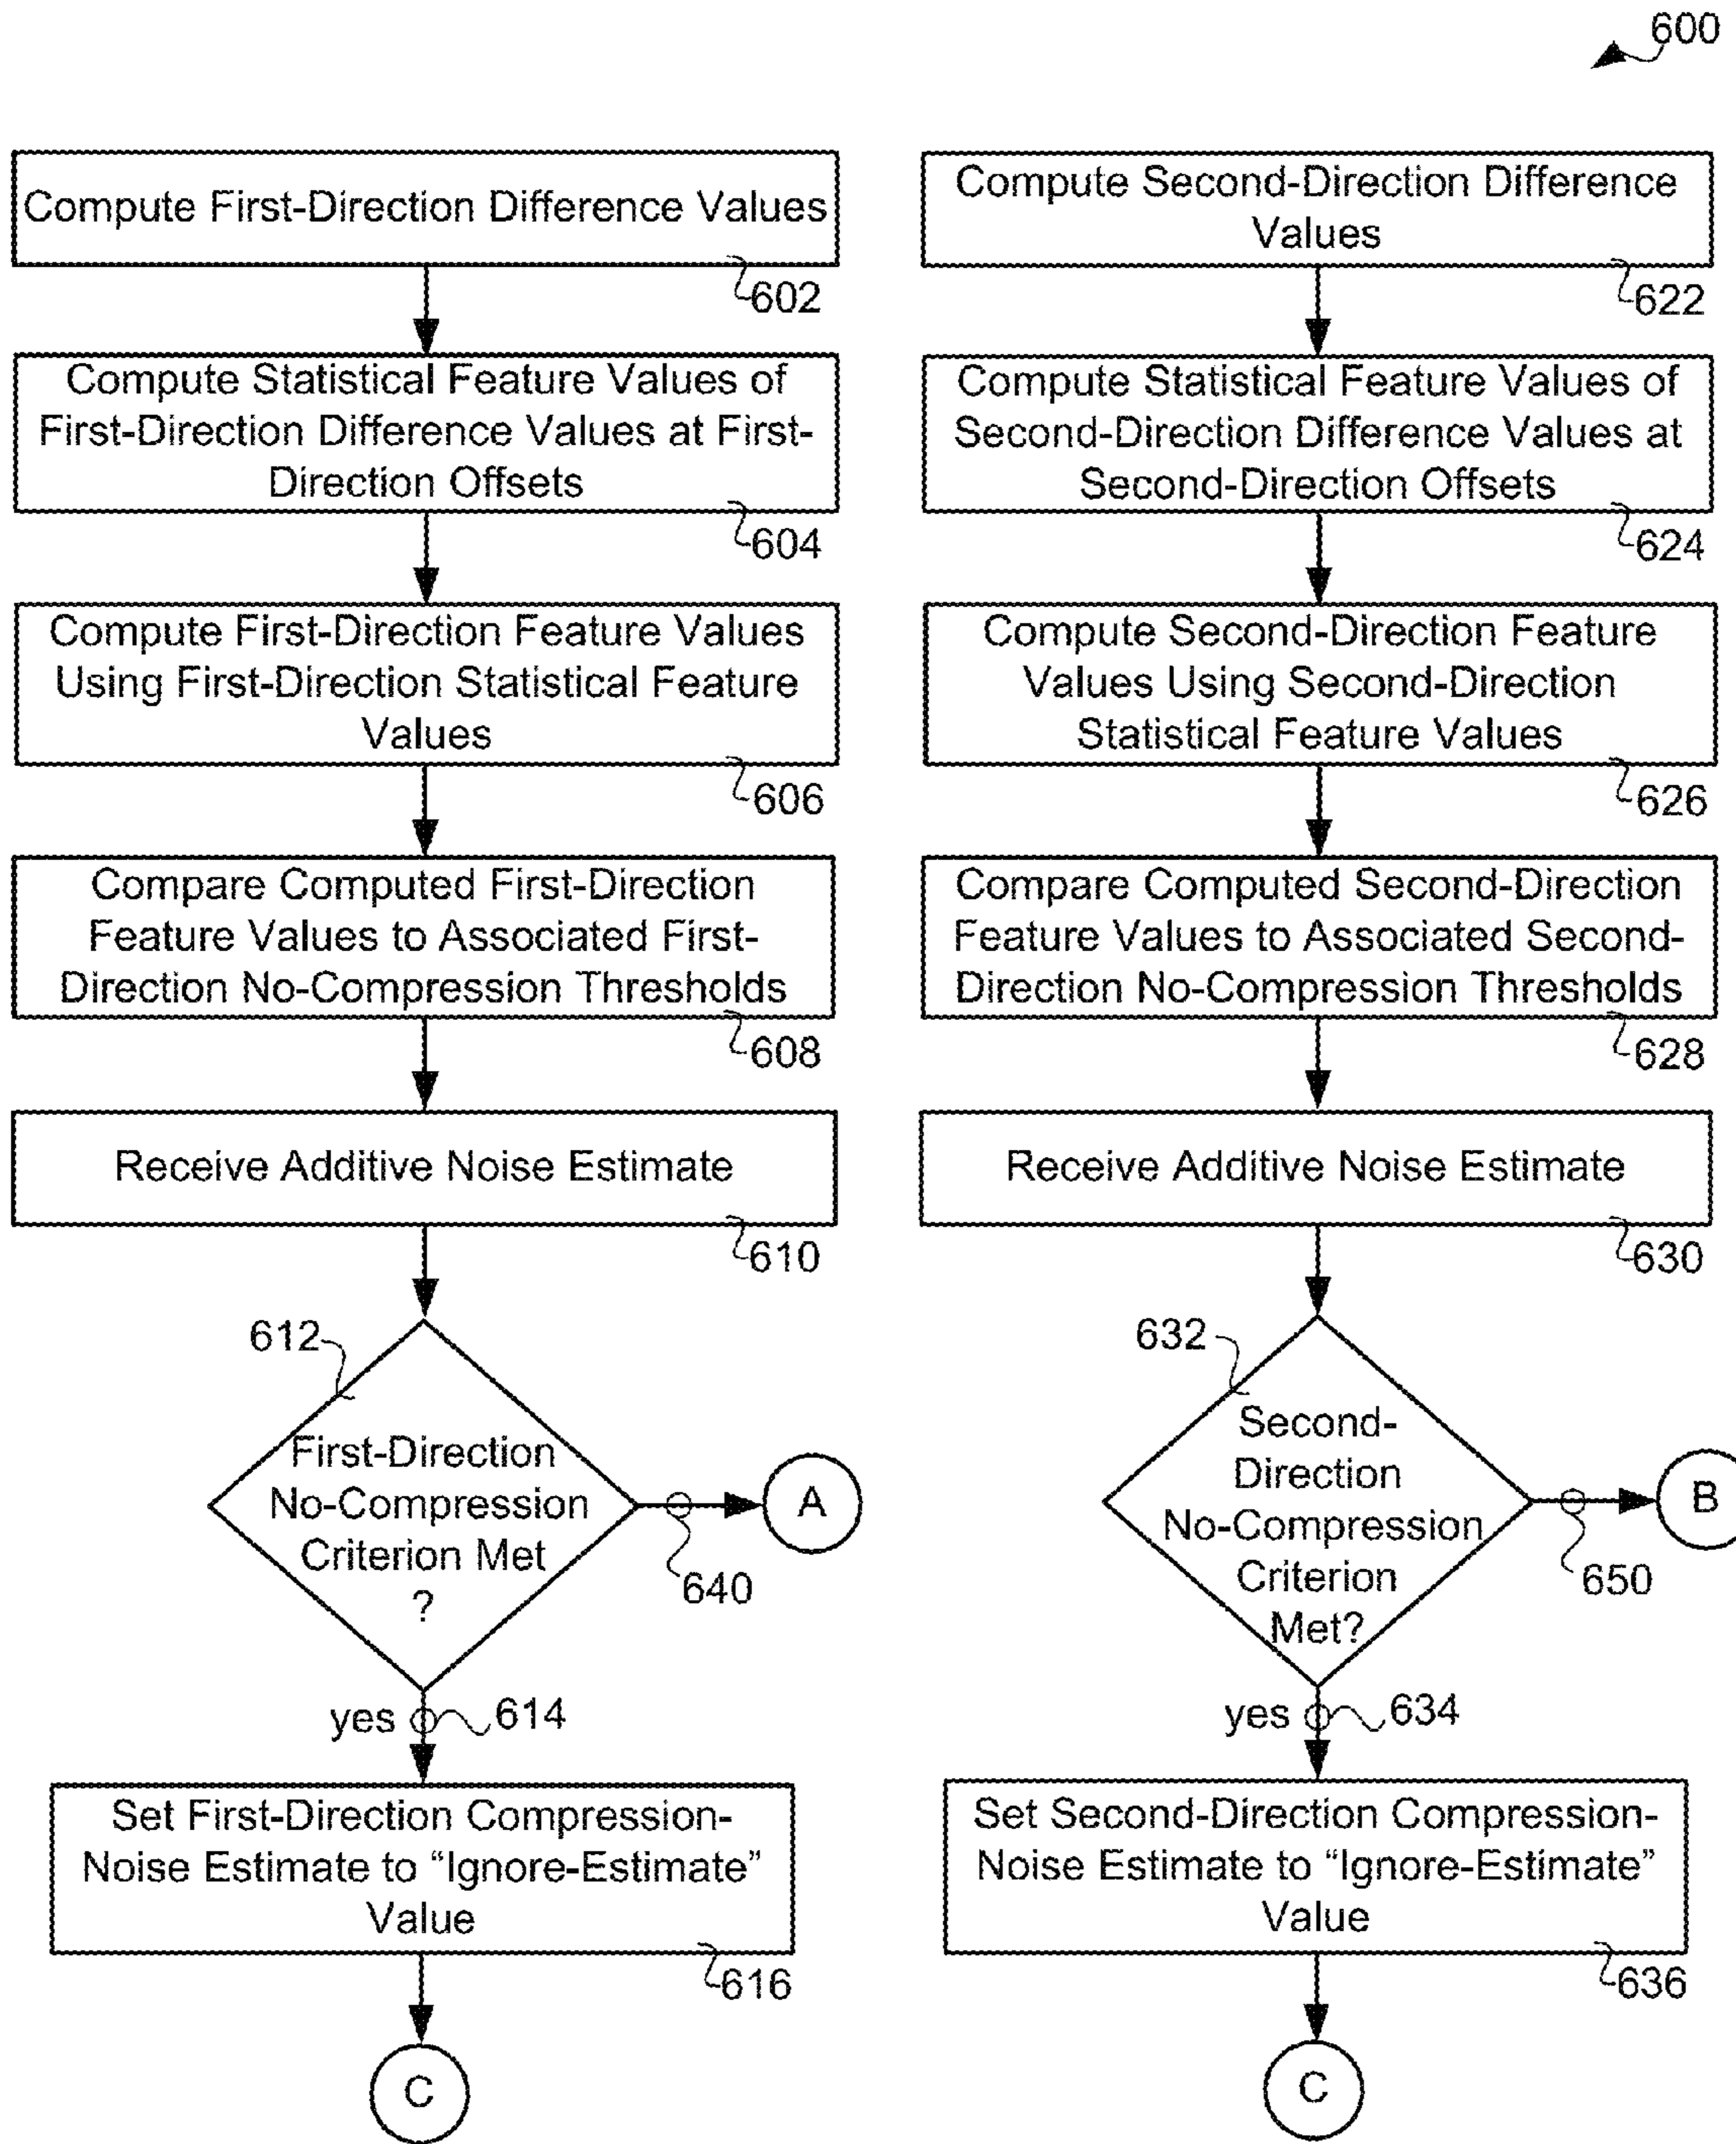 600
Compute First-Direction Difference Values
602
Compute Statistical Feature Values of
First-Direction Difference Values at First-
Direction Offsets
604
Compute First-Direction Feature Values
Using First-Direction Statistical Feature
Values
606
Compare Computed First-Direction
Feature Values to Associated First-
Direction No-Compression Thresholds
608
Receive Additive Noise Estimate
610
612
First-Direction
No-Compression
Criterion Met
?
640
A
yes
614
Set First-Direction Compression-
Noise Estimate to “Ignore-Estimate”
Value
616
C
Compute Second-Direction Difference
Values
622
Compute Statistical Feature Values of
Second-Direction Difference Values at
Second-Direction Offsets
624
Compute Second-Direction Feature
Values Using Second-Direction
Statistical Feature Values
626
Compare Computed Second-Direction
Feature Values to Associated Second-
Direction No-Compression Thresholds
628
Receive Additive Noise Estimate
630
632
Second-
Direction
No-Compression
Criterion
Met?
650
B
yes
634
Set Second-Direction Compression-
Noise Estimate to “Ignore-Estimate”
Value
636
C